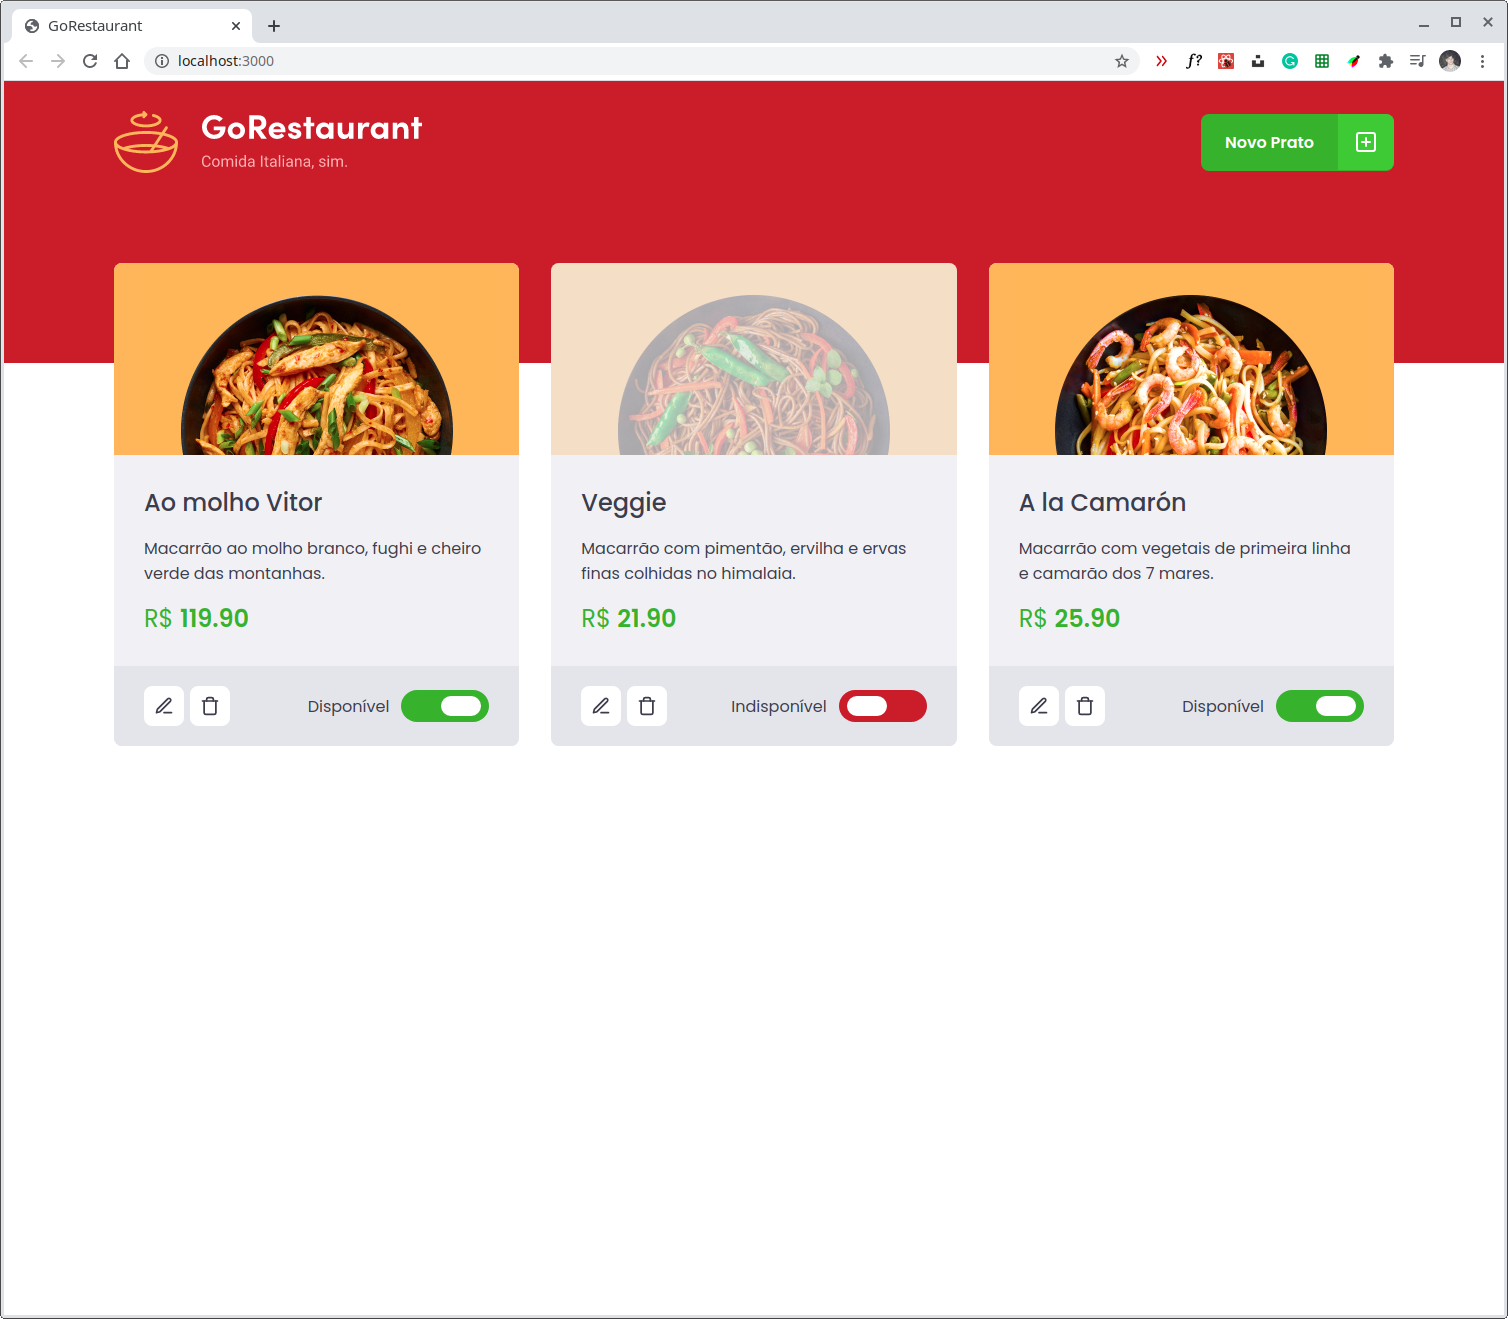 GoRestaurant
localhost:3000
f?
GoRestaurant
Comida Italiana, sim.
Novo Prato
Ao molho Vitor
Macarrão ao molho branco, fughi e cheiro
verde das montanhas.
R$ 119.90
Disponível
Veggie
Macarrão com pimentão, ervilha e ervas
finas colhidas no himalaia.
R$ 21.90
Indisponível
A la Camarón
Macarrão com vegetais de primeira linha
e camarão dos 7 mares.
R$ 25.90
Disponível